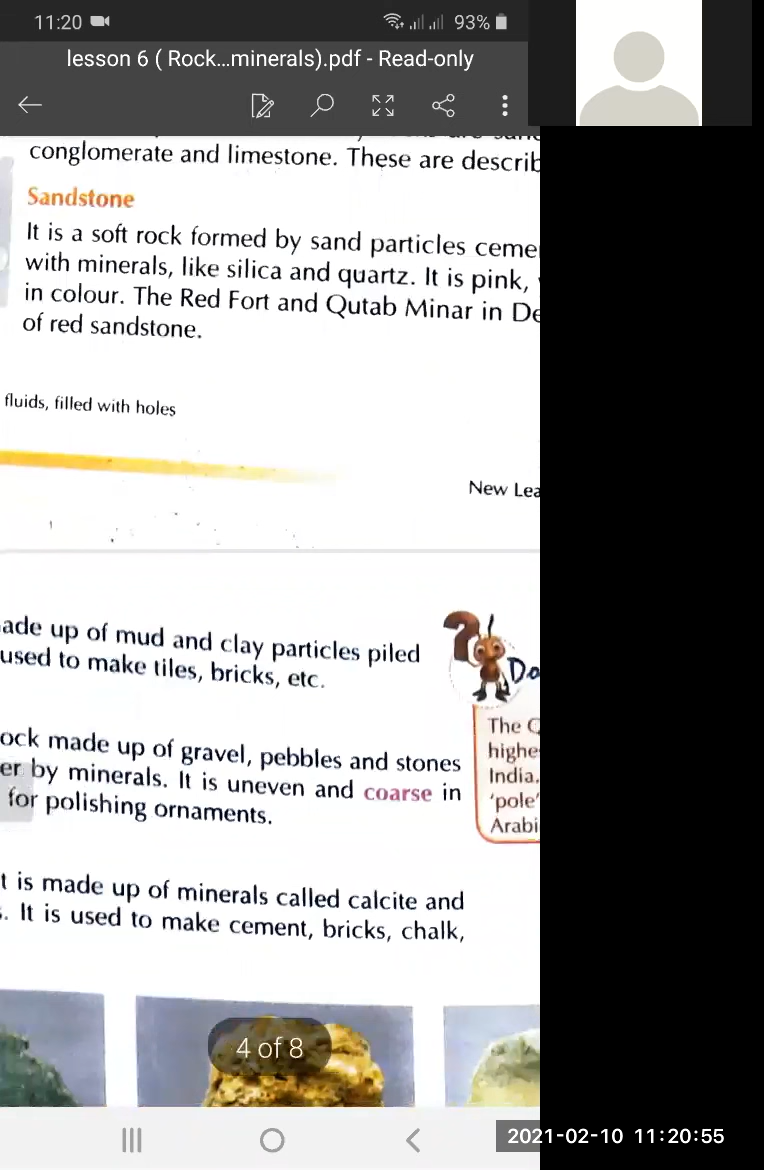 11:20
93%
lesson 6 ( Rock...minerals).pdf - Read-only
conglomerate and limestone. These are describ
Sandstone
It is a soft rock formed by sand particles ceme
with minerals, like silica and quartz. It is pink,
in colour. The Red Fort and Qutab Minar in De
of red sandstone.
fluids, filled with holes
New Lea
ade up of mud and clay particles piled
used to make tiles, bricks, etc.
Do
ock made up of gravel, pebbles and stones
er by minerals. It is uneven and coarse in
for polishing ornaments.
The Q
highe
India.
'pole'
Arabi
t is made up of minerals called calcite and
s. It is used to make cement, bricks, chalk,
4 of 8
2021-02-10 11:20:55